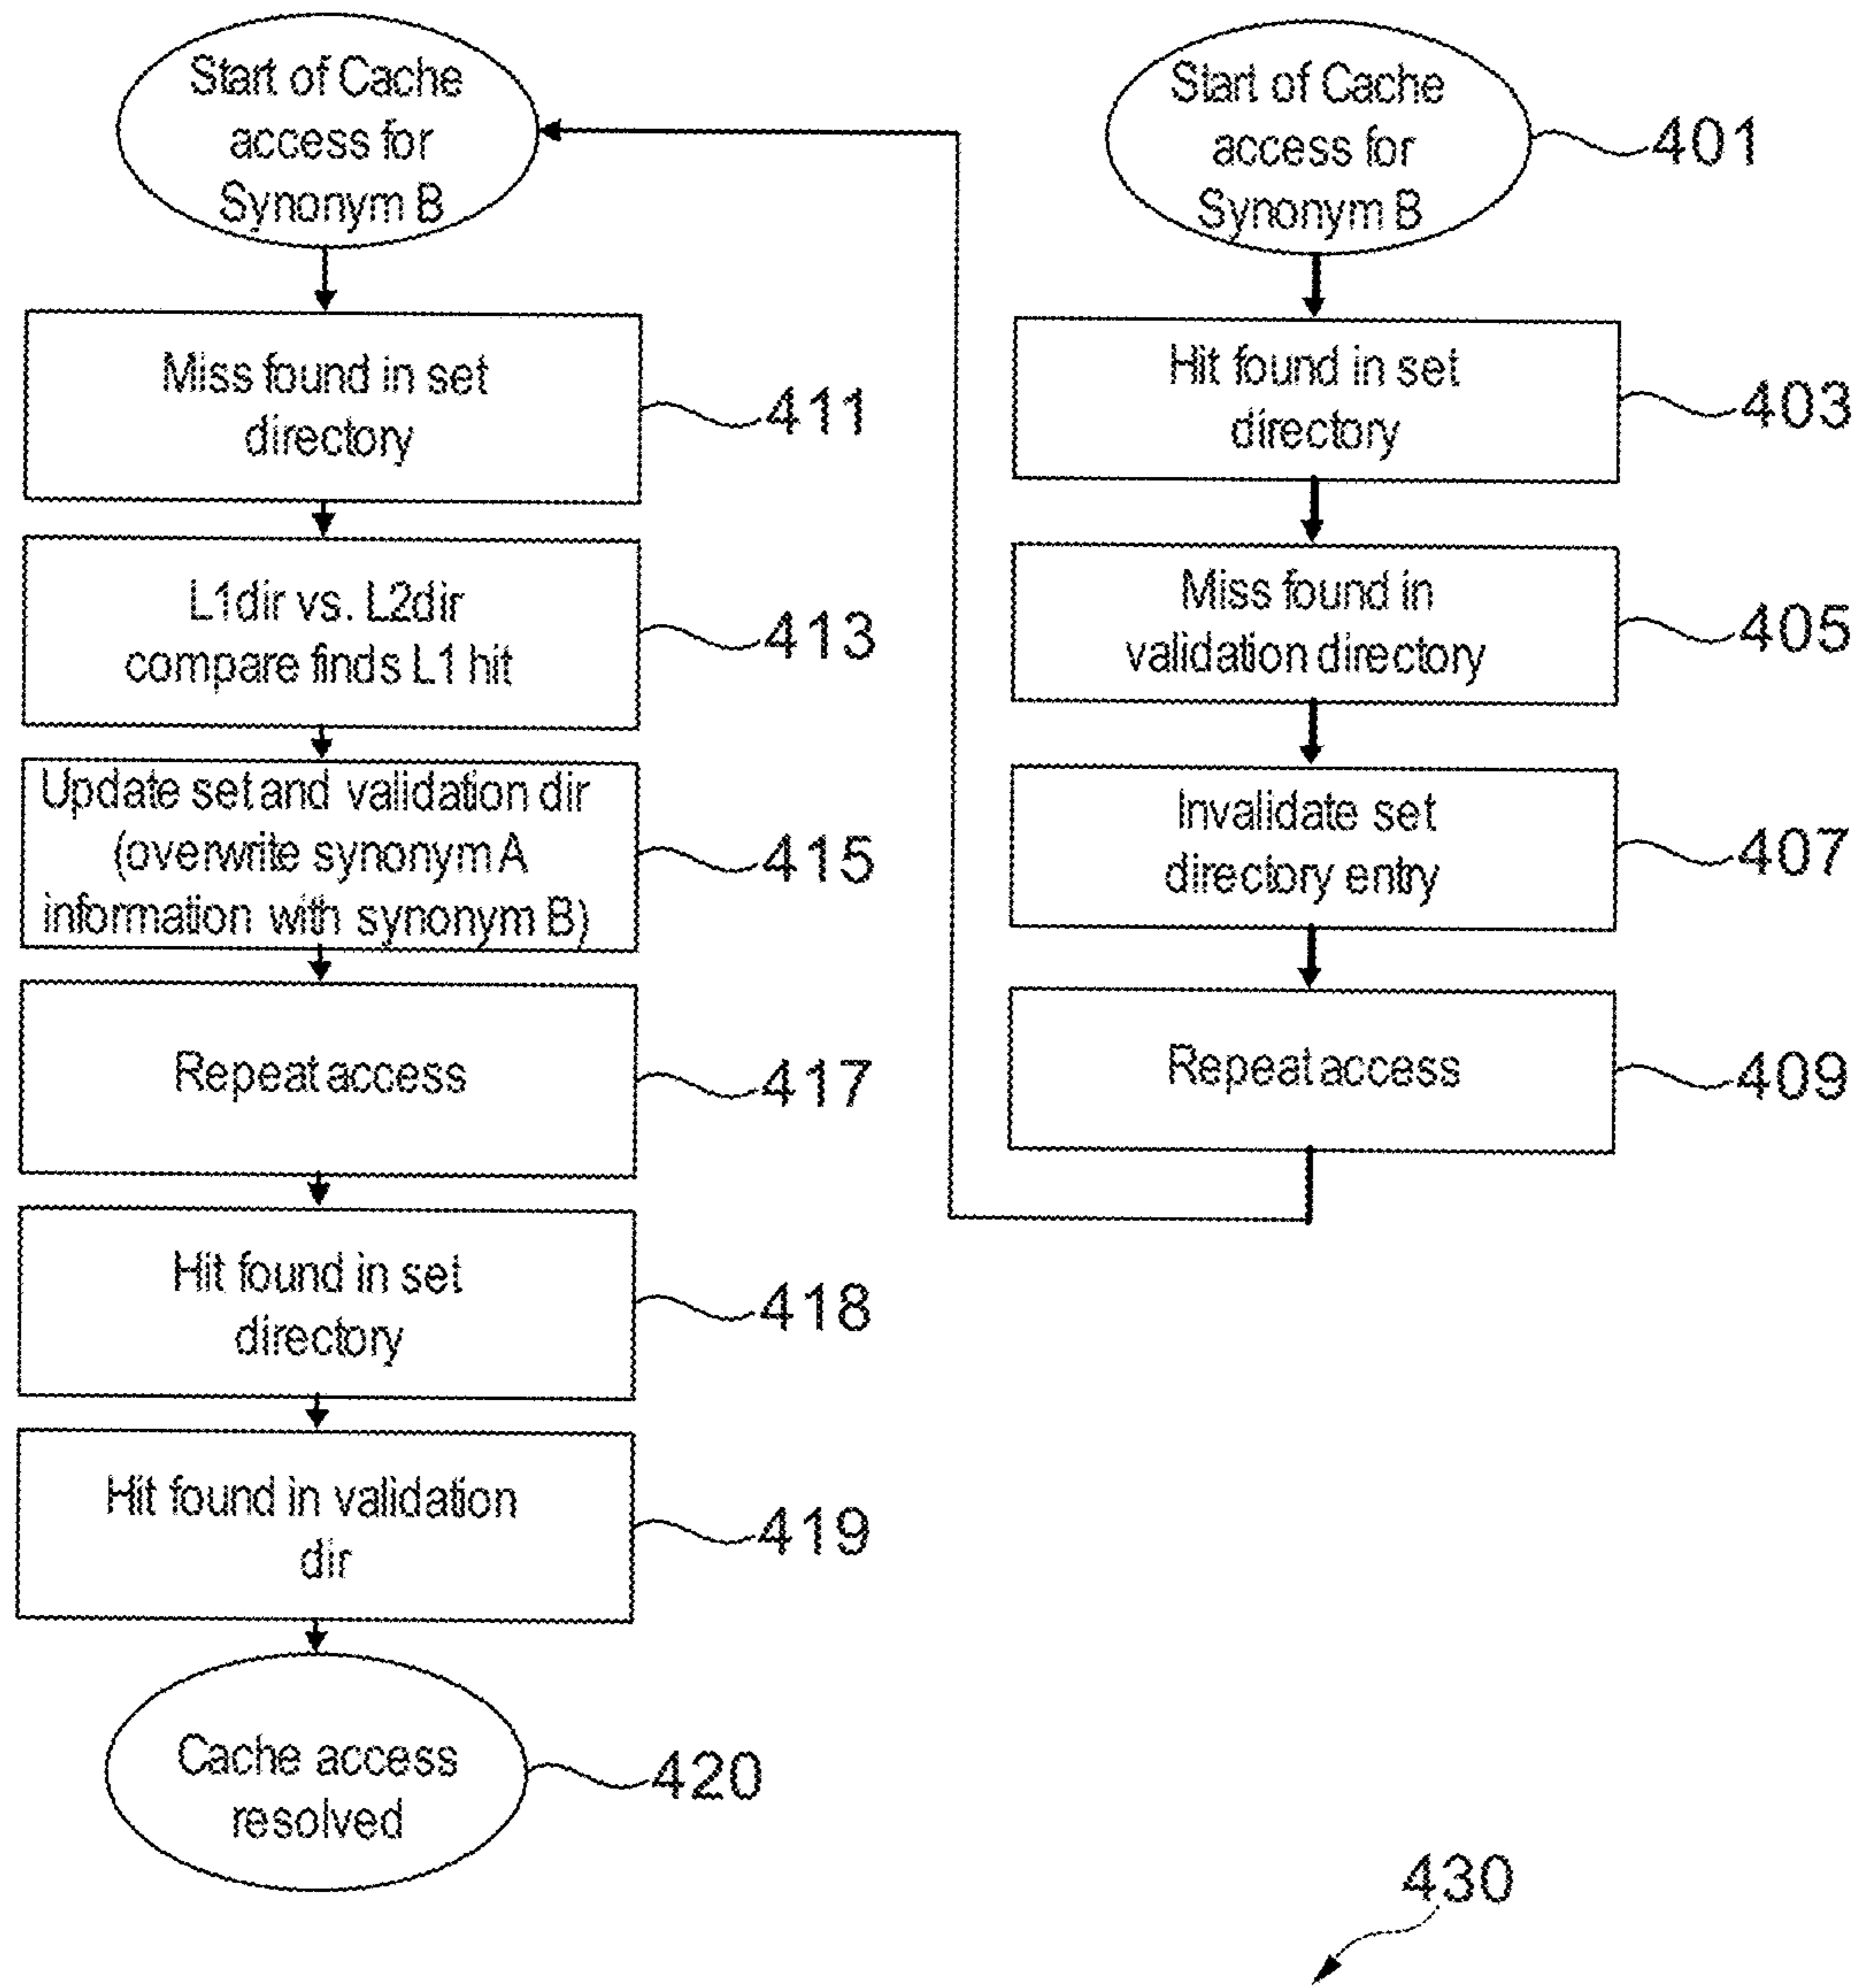 Start of Cache
access for
Synonym B
Miss found in set
directory
411
L1dir vs. L2dir
compare finds L1 hit
413
Update set and validation dir
(overwrite synonym A
information with synonym B)
415
Repeat access
417
Hit found in set
directory
418
Hit found in validation
dir
419
Cache access
resolved
420
Start of Cache
access for
Synonym B
401
Hit found in set
directory
403
Miss found in
validation directory
405
Invalidate set
directory entry
407
Repeat access
409
430